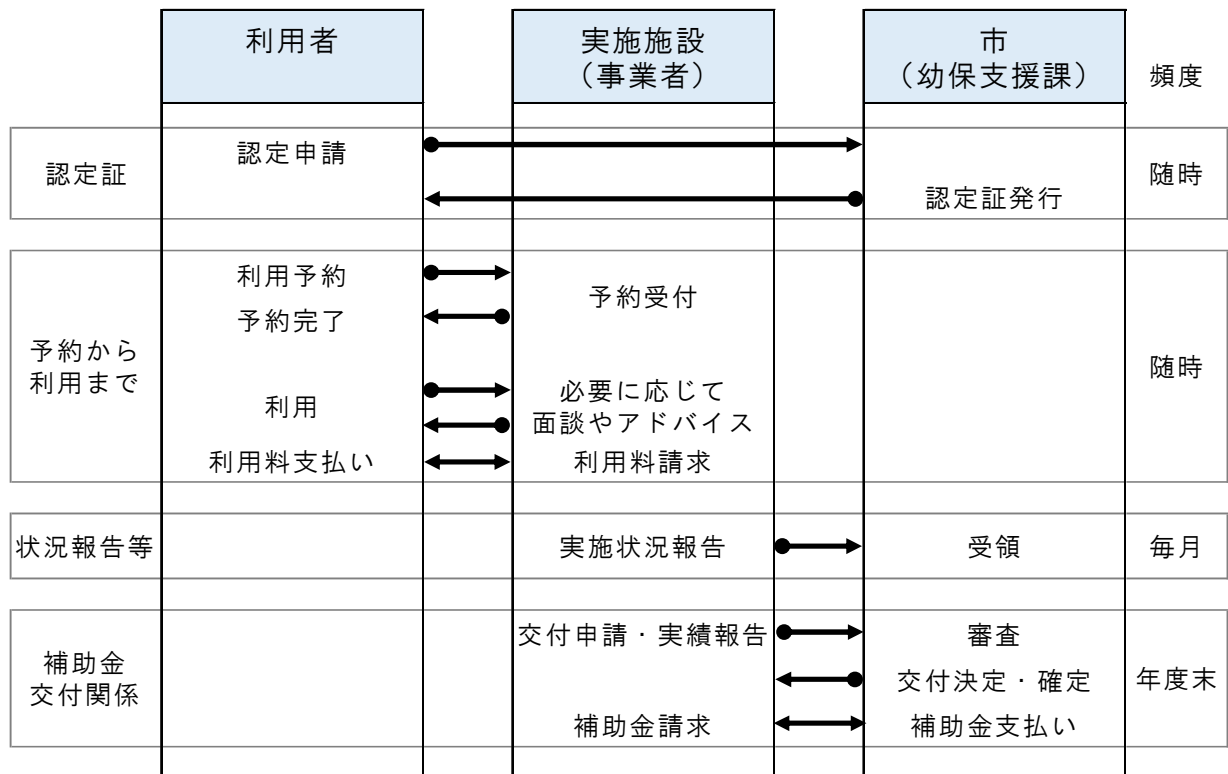 利用者
実施施設
（事業者）
市
（幼保支援課）
頻度
認定証
認定申請
認定証発行
随時
予約から
利用まで
利用予約
予約受付
予約完了
利用
必要に応じて
面談やアドバイス
利用料支払い
利用料請求
随時
状況報告等
実施状況報告
受領
毎月
補助金
交付関係
交付申請・実績報告
審査
交付決定・確定
補助金請求
補助金支払い
年度末